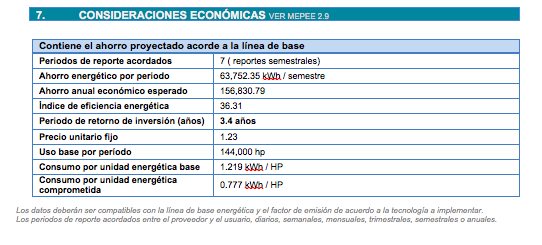 7. CONSIDERACIONES ECONÓMICAS VER MEPEE 2.9
Contiene el ahorro proyectado acorde a la línea de base
Periodos de reporte acordados 7 ( reportes semestrales)
Ahorro energético por periodo 63,752.35 kWh / semestre
Ahorro anual económico esperado 156,830.79
Índice de eficiencia energética 36.31
Periodo de retorno de inversión (años) 3.4 años
Precio unitario fijo 1.23
Uso base por período 144,000 hp
Consumo por unidad energética base 1.219 kWh / HP
Consumo por unidad energética
comprometida 0.777 kWh / HP
Los datos deberán ser compatibles con la línea de base energética y el factor de emisión de acuerdo a la tecnología a implementar.
Los periodos de reporte acordados entre el proveedor y el usuario, diarios, semanales, mensuales, trimestrales, semestrales o anuales.